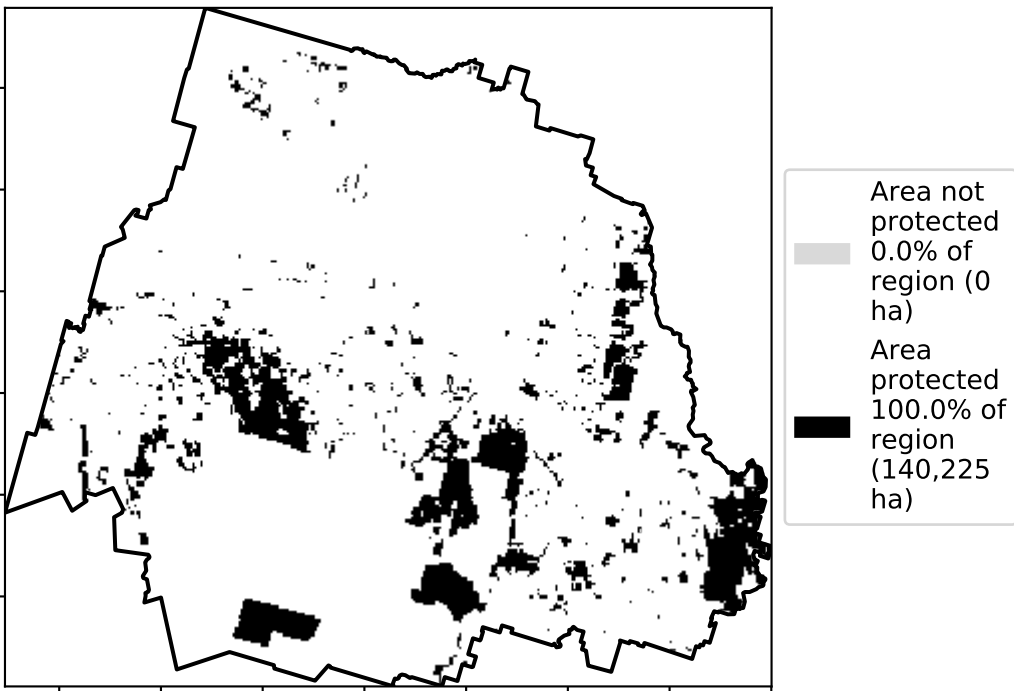 Area not
protected
0.0% of
region (0
ha)
Area
protected
100.0% of
region
(140,225
ha)